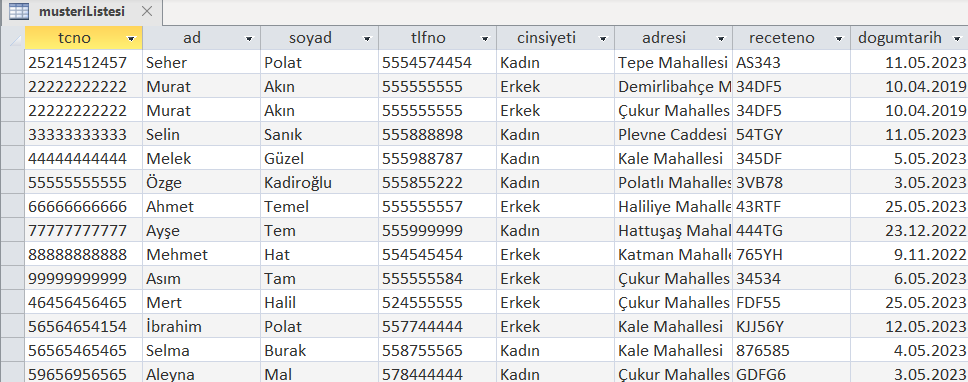 musteriListesi
tcno ad soyad tlfno cinsiyeti adresi receteno dogumtarih
25214512457 Seher Polat 5554574454 Kadın Tepe Mahallesi AS343 11.05.2023
22222222222 Murat Akın 555555555 Erkek Demirlibahçe M 34DF5 10.04.2019
22222222222 Murat Akın 555555555 Erkek Çukur Mahalles 34DF5 10.04.2019
33333333333 Selin Sanık 555888898 Kadın Plevne Caddesi 54TGY 11.05.2023
44444444444 Melek Güzel 555988787 Kadın Kale Mahallesi 345DF 5.05.2023
55555555555 Özge Kadiroğlu 555855222 Kadın Polatlı Mahalles 3VB78 3.05.2023
66666666666 Ahmet Temel 555555557 Erkek Haliliye Mahalle 43RTF 25.05.2023
77777777777 Ayşe Tem 555999999 Kadın Hattuşaş Mahal 444TG 23.12.2022
88888888888 Mehmet Hat 554545454 Erkek Katman Mahalle 765YH 9.11.2022
99999999999 Asım Tam 555555584 Erkek Çukur Mahalles 34534 6.05.2023
46456456465 Mert Halil 524555555 Erkek Çukur Mahalles FDF55 25.05.2023
56564654154 İbrahim Polat 557744444 Erkek Kale Mahallesi KJJ56Y 12.05.2023
56565465465 Selma Burak 558755565 Kadın Kale Mahallesi 876585 4.05.2023
59656956565 Aleyna Mal 578444444 Kadın Çukur Mahalles GDFG6 3.05.2023